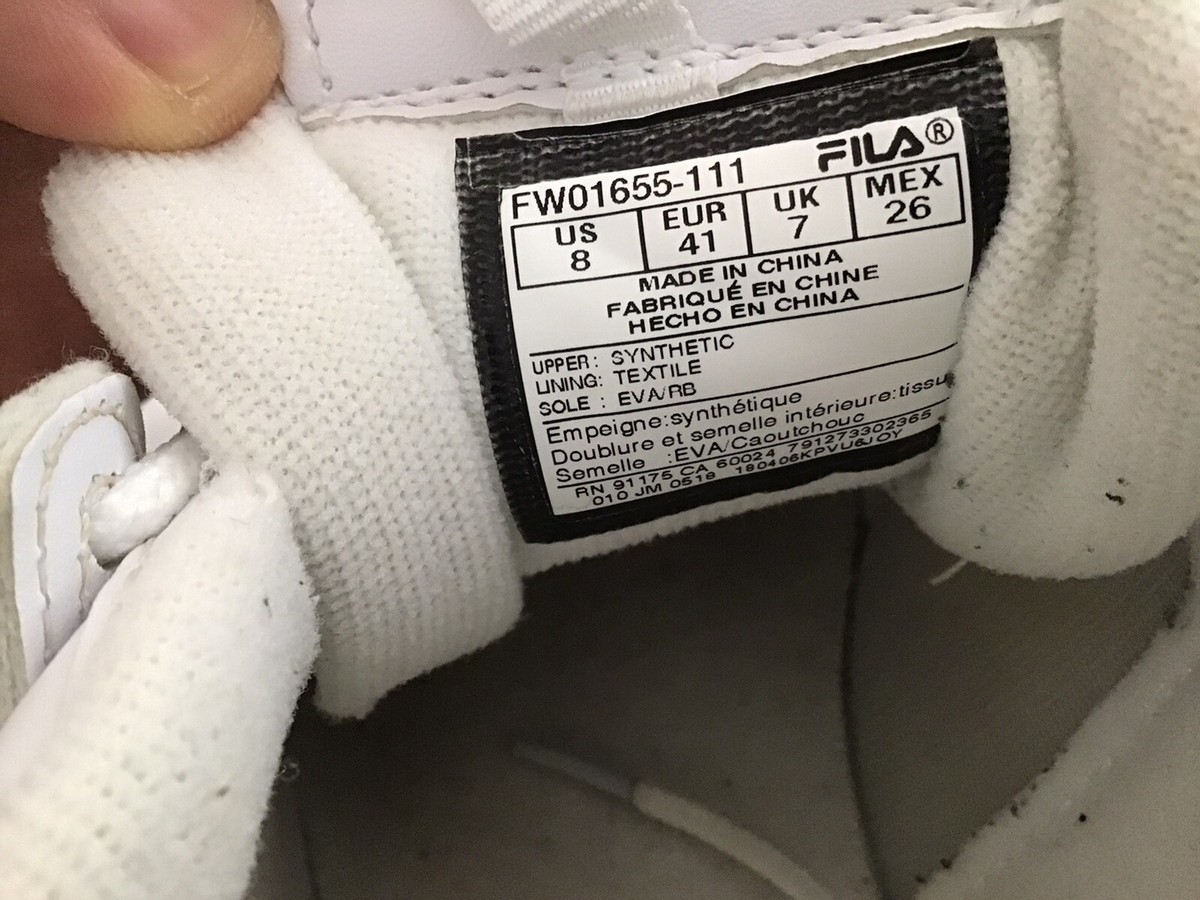 FILA®
FW01655-111
US EUR UK MEX
8 41 7 26
MADE IN CHINA
FABRIQUÉ EN CHINE
HECHO EN CHINA
UPPER: SYNTHETIC
LINING: TEXTILE
SOLE : EVA/RB
Empeigne:synthétique
Doublure et semelle intérieure:tissu
Semelle :EVA/Caoutchouc
RN 91175 CA 60024 791273302365
010 JM 0518 180406KPVU6JOY